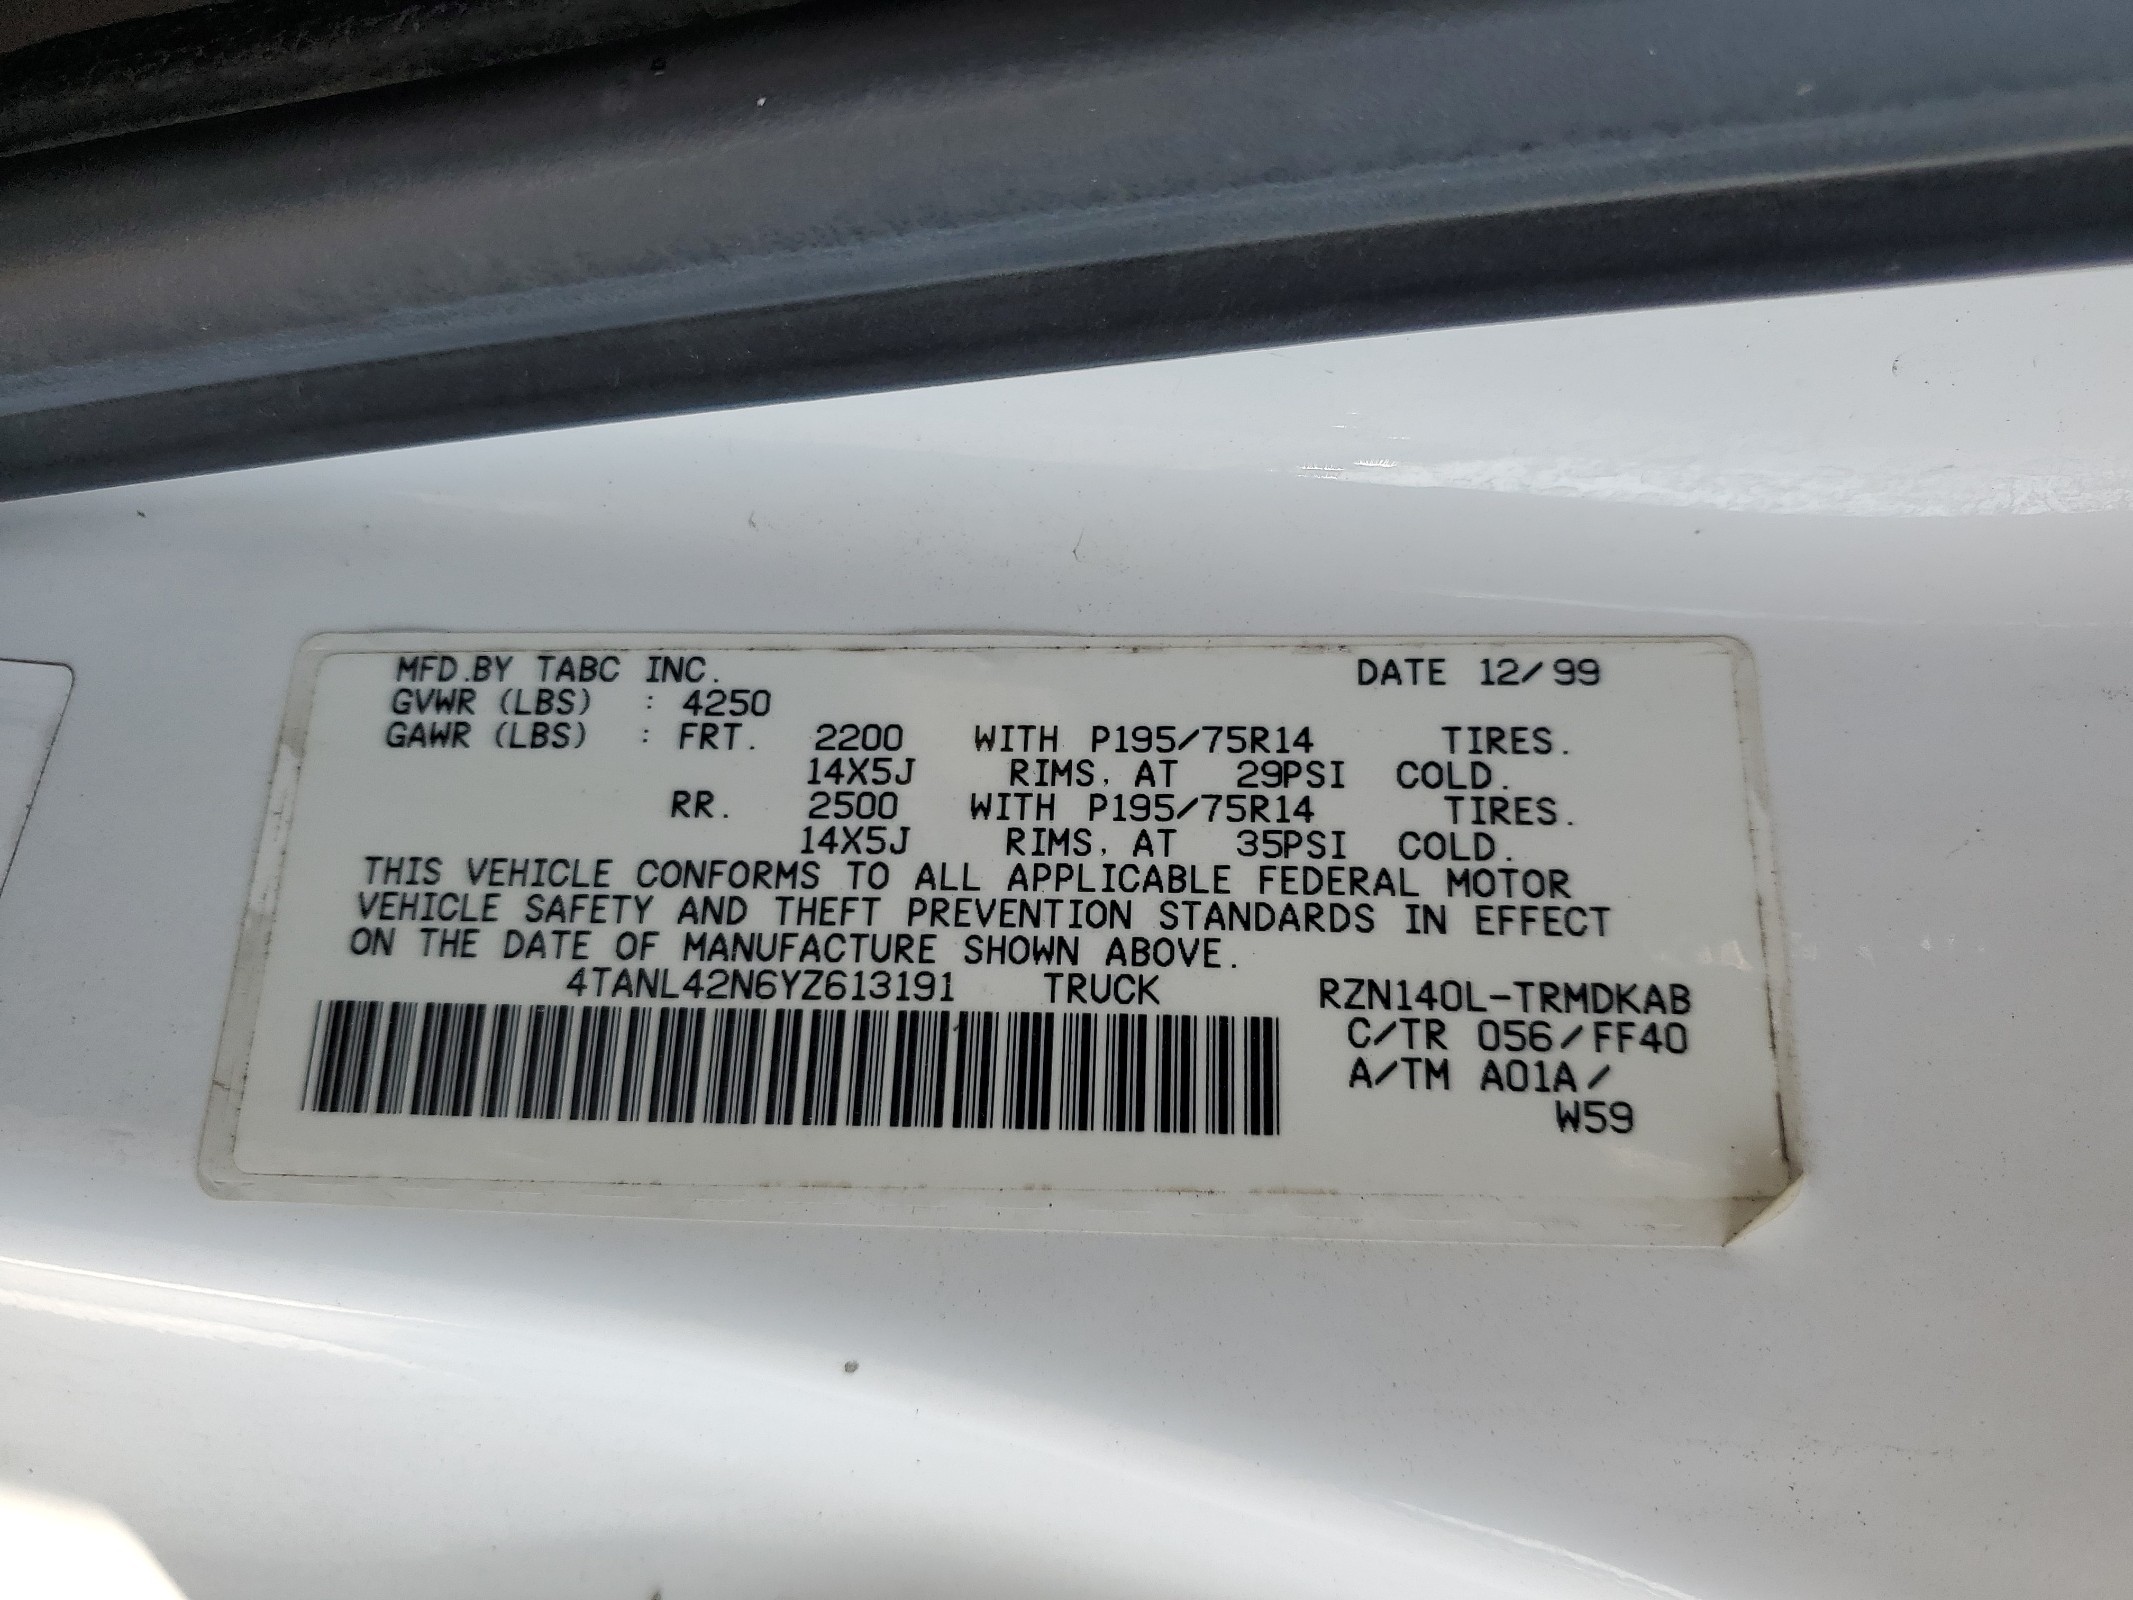 MFD.BY TABC INC. DATE 12/99
GVWR (LBS) : 4250
GAWR (LBS) : FRT. 2200 WITH P195/75R14 TIRES.
14X5J RIMS, AT 29PSI COLD.
RR. 2500 WITH P195/75R14 TIRES.
14X5J RIMS, AT 35PSI COLD.
THIS VEHICLE CONFORMS TO ALL APPLICABLE FEDERAL MOTOR
VEHICLE SAFETY AND THEFT PREVENTION STANDARDS IN EFFECT
ON THE DATE OF MANUFACTURE SHOWN ABOVE.
4TANL42N6YZ613191 TRUCK RZN140L-TRMDKAB
C/TR 056/FF40
A/TM A01A/
W59